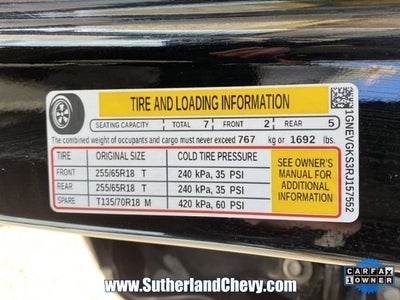 TIRE AND LOADING INFORMATION
SEATING CAPACITY TOTAL 7 FRONT 2 REAR 5
The combined weight of occupants and cargo must never exceed 767 kg or 1692 lbs.
TIRE ORIGINAL SIZE COLD TIRE PRESSURE
FRONT 255/65R18 T 240 kPa, 35 PSI
REAR 255/65R18 T 240 kPa, 35 PSI
SPARE T135/70R18 M 420 kPa, 60 PSI
SEE OWNER'S
MANUAL FOR
ADDITIONAL
INFORMATION
1GNEVGKS3RJ157552
www.SutherlandChevy.com
CARFAX
1 OWNER